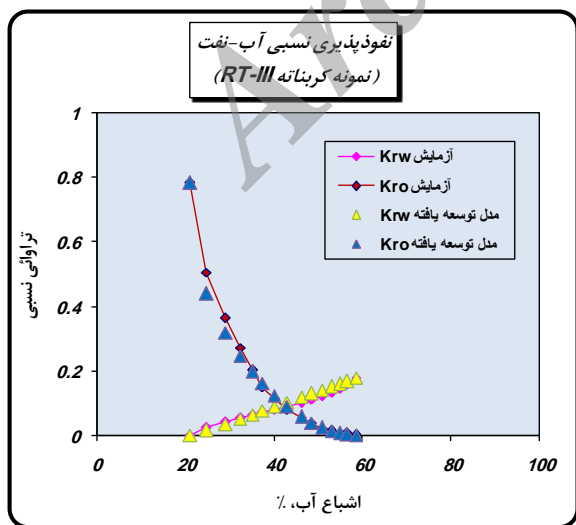 نفوذپذیری نسبی آب-نفت
(نمونه کربناته RT-III)
1
0.8
0.6
0.4
0.2
0
0
20
40
60
80
100
تراوائی نسبی
اشباع آب، ٪
آزمایش Krw
آزمایش Kro
مدل توسعه یافته Krw
مدل توسعه یافته Kro